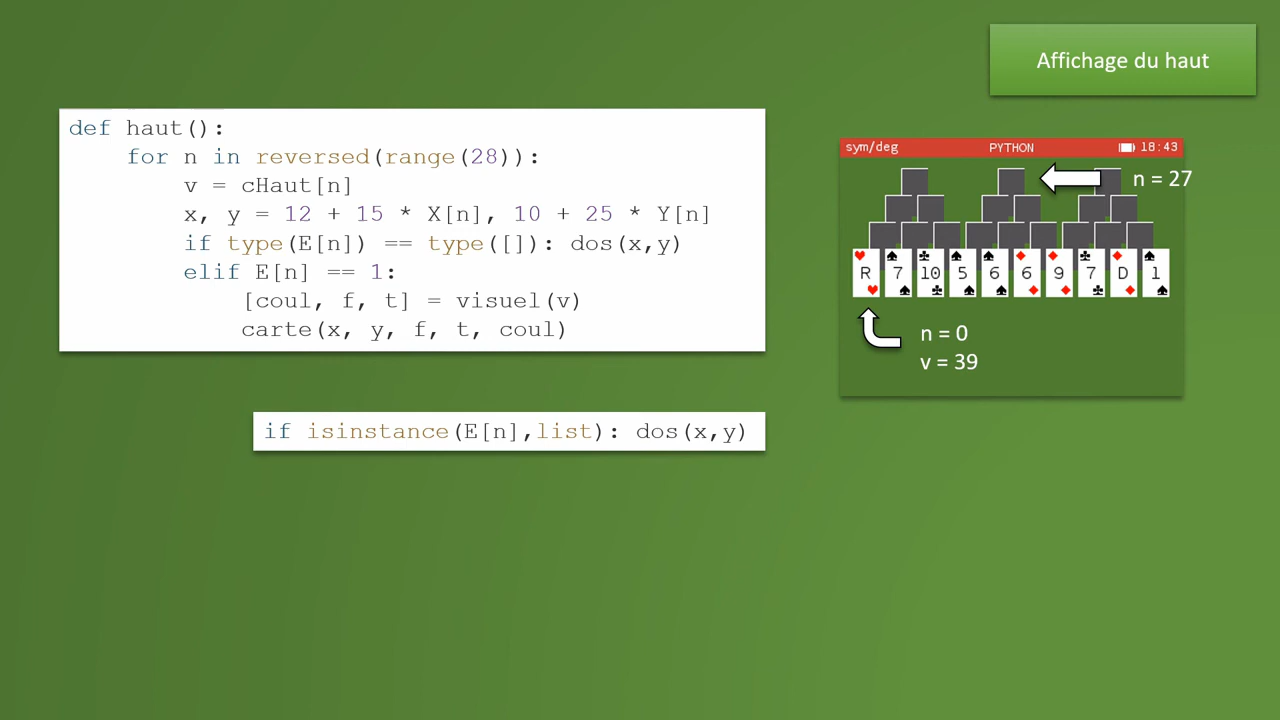 Affichage du haut
def haut():
for n in reversed(range(28)):
v = cHaut[n]
x, y = 12 + 15 * X[n], 10 + 25 * Y[n]
if type(E[n]) == type([]): dos(x,y)
elif E[n] == 1:
[coul, f, t] = visuel(v)
carte(x, y, f, t, coul)
sym/deg PYTHON 18:43
n = 27
R 7 10 5 6 6 9 7 D 1
n = 0
v = 39
if isinstance(E[n],list): dos(x,y)